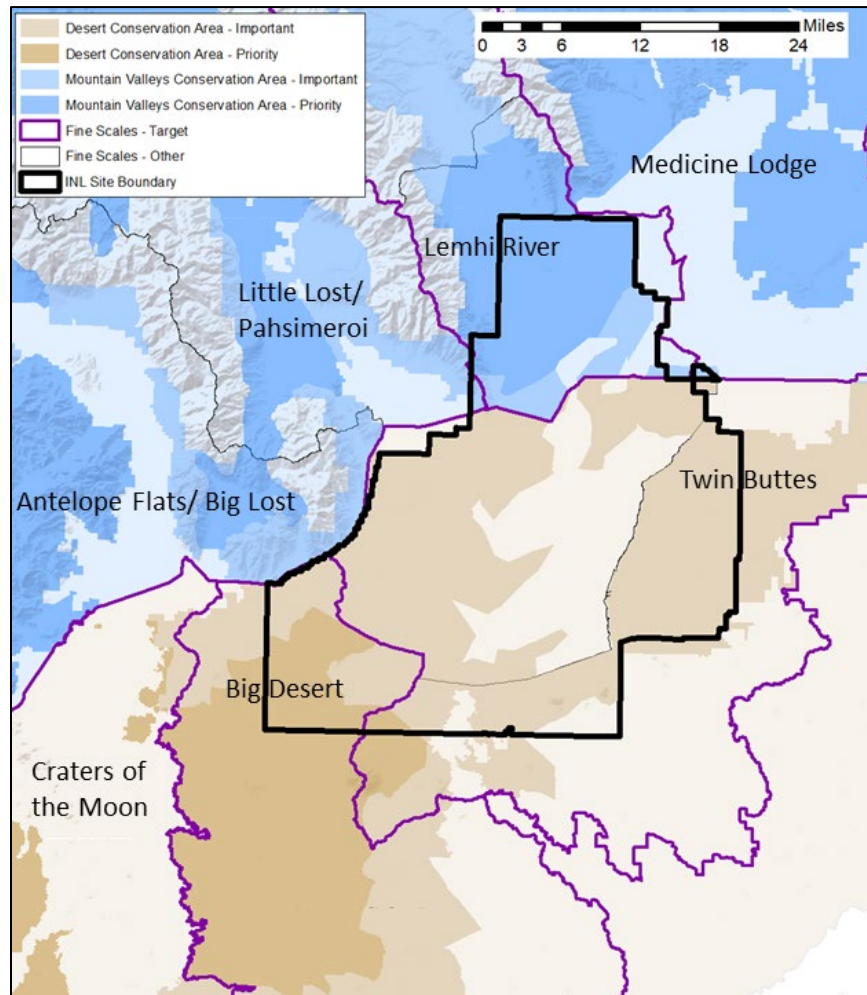 Desert Conservation Area - Important
Desert Conservation Area - Priority
Mountain Valleys Conservation Area - Important
Mountain Valleys Conservation Area - Priority
Fine Scales - Target
Fine Scales - Other
INL Site Boundary
Miles
0 3 6 12 18 24
Medicine Lodge
Lemhi River
Little Lost/
Pahsimeroi
Twin Buttes
Antelope Flats/ Big Lost
Big Desert
Craters of
the Moon